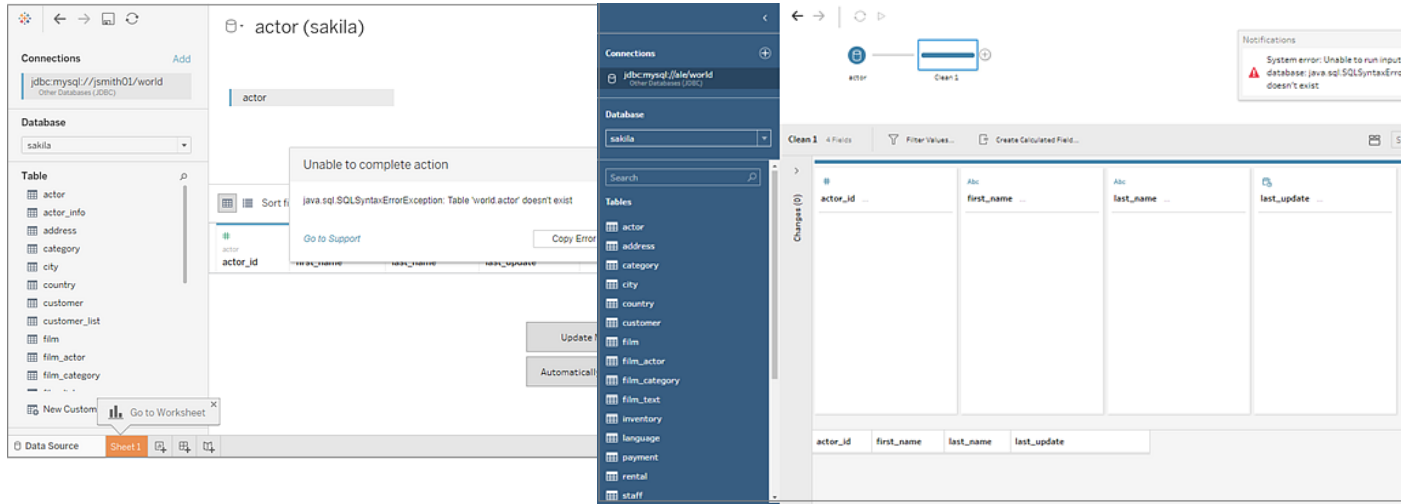 actor (sakila)
Connections
Add
jdbc:mysql://jsmith01/world
Other Databases (JDBC)
Database
sakila
Table
actor
actor_info
address
category
city
country
customer
customer_list
film
film_actor
film_category
New Custom
Go to Worksheet
Data Source
Sheet1
actor
Unable to complete action
java.sql.SQLSyntaxErrorException: Table 'world.actor' doesn't exist
Go to Support
Copy Error
Sort fi
actor
actor_id
first_name
last_name
last_update
Update
Automatically
Connections
jdbc:mysql://ale/world
Other Databases (JDBC)
Database
sakila
Search
Tables
actor
address
category
city
country
customer
film
film_actor
film_category
film_text
inventory
language
payment
rental
staff
actor
Clean 1
Notifications
System error: Unable to run input
database: java.sql.SQLSyntaxErro
doesn't exist
Clean 1 4 Fields
Filter Values...
Create Calculated Field...
Changes (0)
#
actor_id ...
Abc
first_name ...
Abc
last_name ...
last_update ...
actor_id first_name last_name last_update